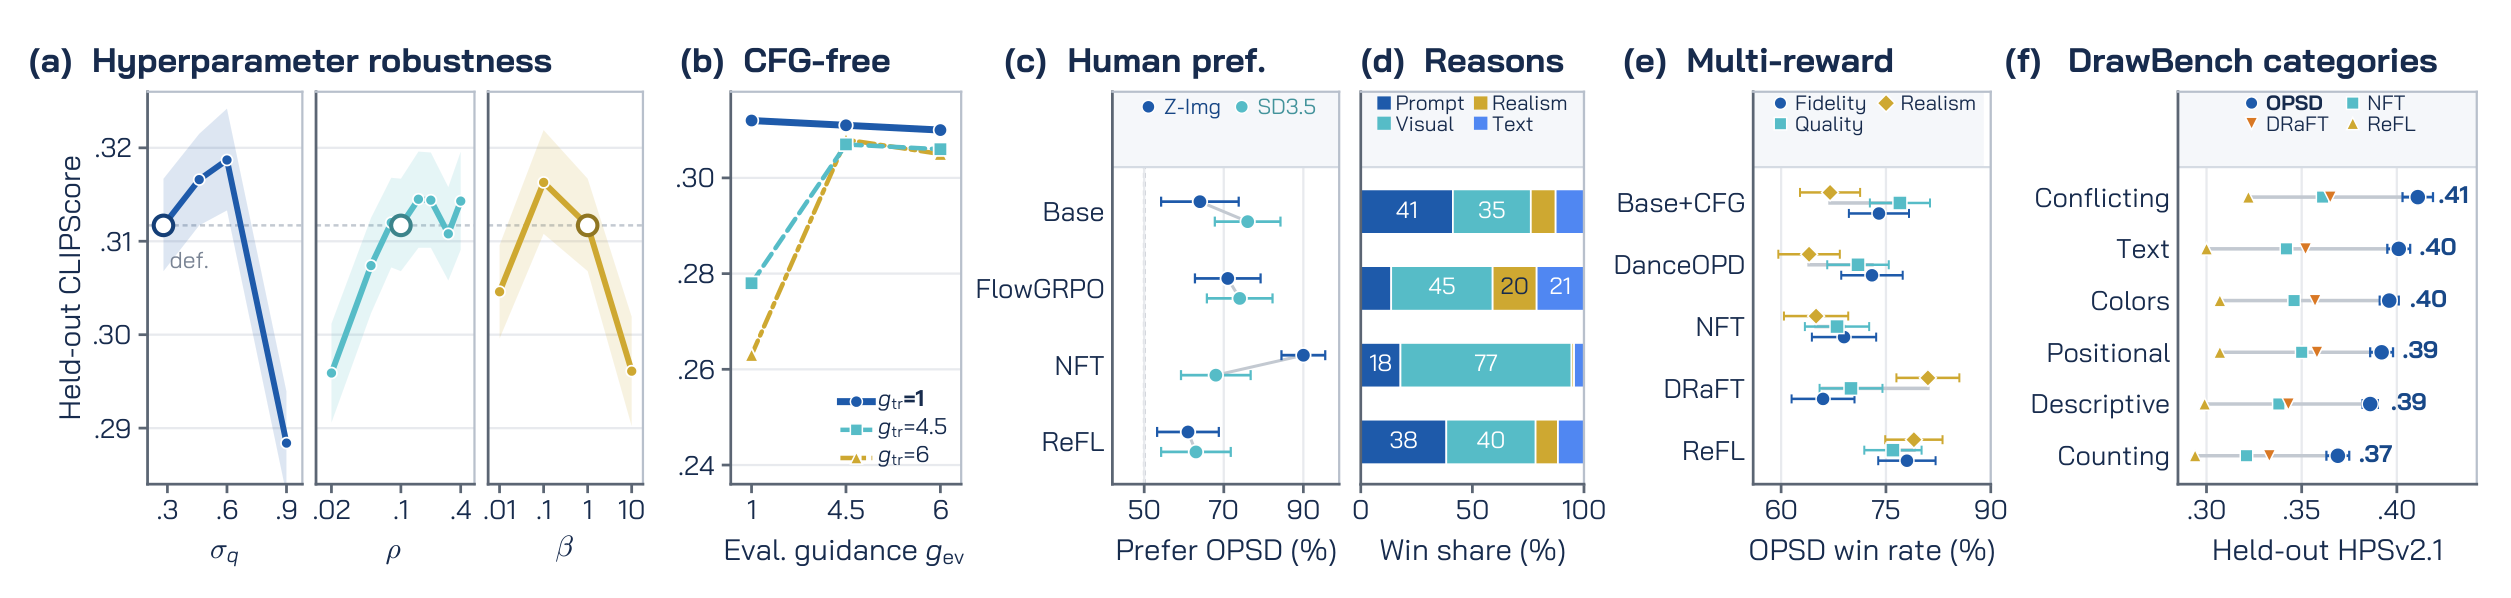 (a) Hyperparameter robustness
Held-out CLIPScore
.32
.31
.30
.29
def.
.3 .6 .9
σq
.02 .1 .4
ρ
.01 .1 1 10
β
(b) CFG-free
.30
.28
.26
.24
gtr=1
gtr=4.5
gtr=6
1 4.5 6
Eval. guidance gev
(c) Human pref.
Z-Img SD3.5
Base
FlowGRPO
NFT
ReFL
50 70 90
Prefer OPSD (%)
(d) Reasons
Prompt Realism
Visual Text
41 35
45 20 21
18 77
38 40
0 50 100
Win share (%)
(e) Multi-reward
Fidelity Realism
Quality
Base+CFG
DanceOPD
NFT
DRaFT
ReFL
60 75 90
OPSD win rate (%)
(f) DrawBench categories
OPSD NFT
DRaFT ReFL
Conflicting .41
Text .40
Colors .40
Positional .39
Descriptive .39
Counting .37
.30 .35 .40
Held-out HPSv2.1